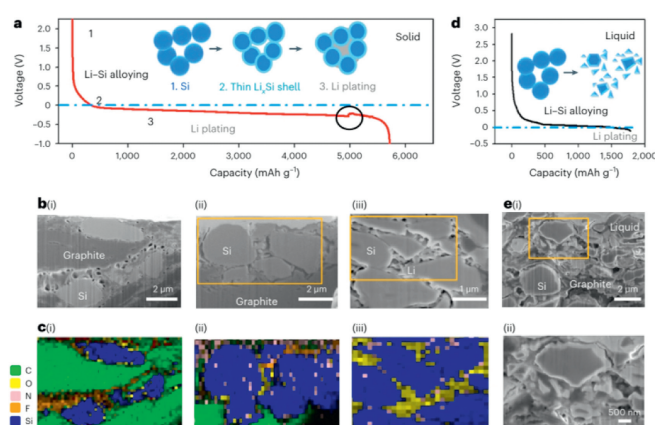 a
2.0
1.5
1.0
0.5
0
–0.5
–1.0
Voltage (V)
1
Li–Si alloying
2
3
1. Si
2. Thin LixSi shell
3. Li plating
Solid
Li plating
0
1,000
2,000
3,000
4,000
5,000
6,000
Capacity (mAh g⁻¹)
d
3.0
2.5
2.0
1.5
1.0
0.5
0
–0.5
Voltage (V)
Liquid
Li–Si alloying
Li plating
0
500
1,000
1,500
2,000
Capacity (mAh g⁻¹)
b(i)
Graphite
Si
2 µm
(ii)
Si
Graphite
2 µm
(iii)
Si
Li
1 µm
e(i)
Liquid
Si
Graphite
2 µm
c(i)
(ii)
(iii)
(ii)
500 nm
C
O
N
F
Si